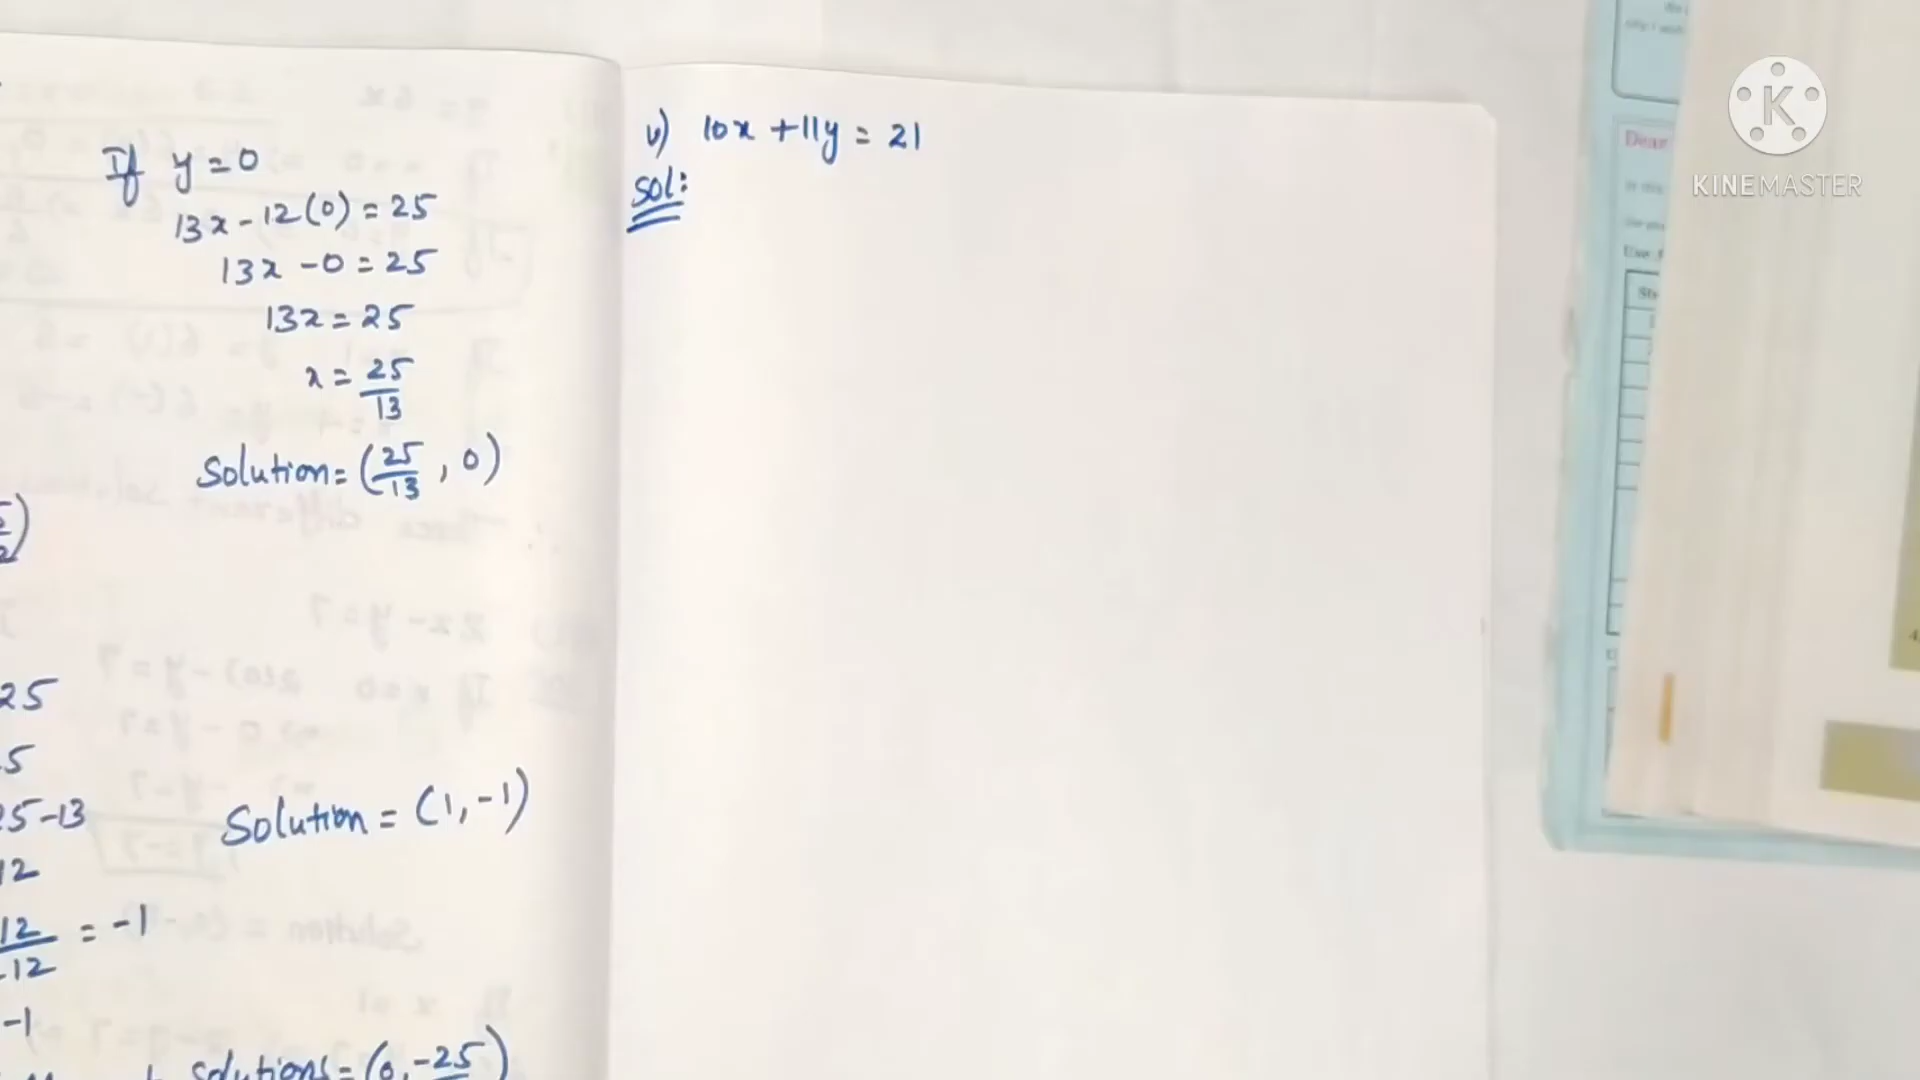 If y=0
13x-12(0)=25
13x-0=25
13x=25
x=25/13
Solution=(25/13, 0)
25
5
25-13
12
12/-12 = -1
-1
Solution=(1,-1)
solutions=(0,-25
v) 10x+11y=21
Sol:
Dear
K
KINEMASTER